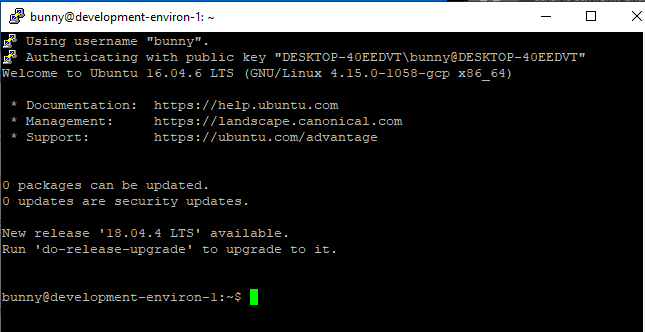 bunny@development-environ-1: ~
Using username "bunny".
Authenticating with public key "DESKTOP-40EEDVT\bunny@DESKTOP-40EEDVT"
Welcome to Ubuntu 16.04.6 LTS (GNU/Linux 4.15.0-1058-gcp x86_64)
* Documentation:  https://help.ubuntu.com
* Management:     https://landscape.canonical.com
* Support:        https://ubuntu.com/advantage
0 packages can be updated.
0 updates are security updates.
New release '18.04.4 LTS' available.
Run 'do-release-upgrade' to upgrade to it.
bunny@development-environ-1:~$